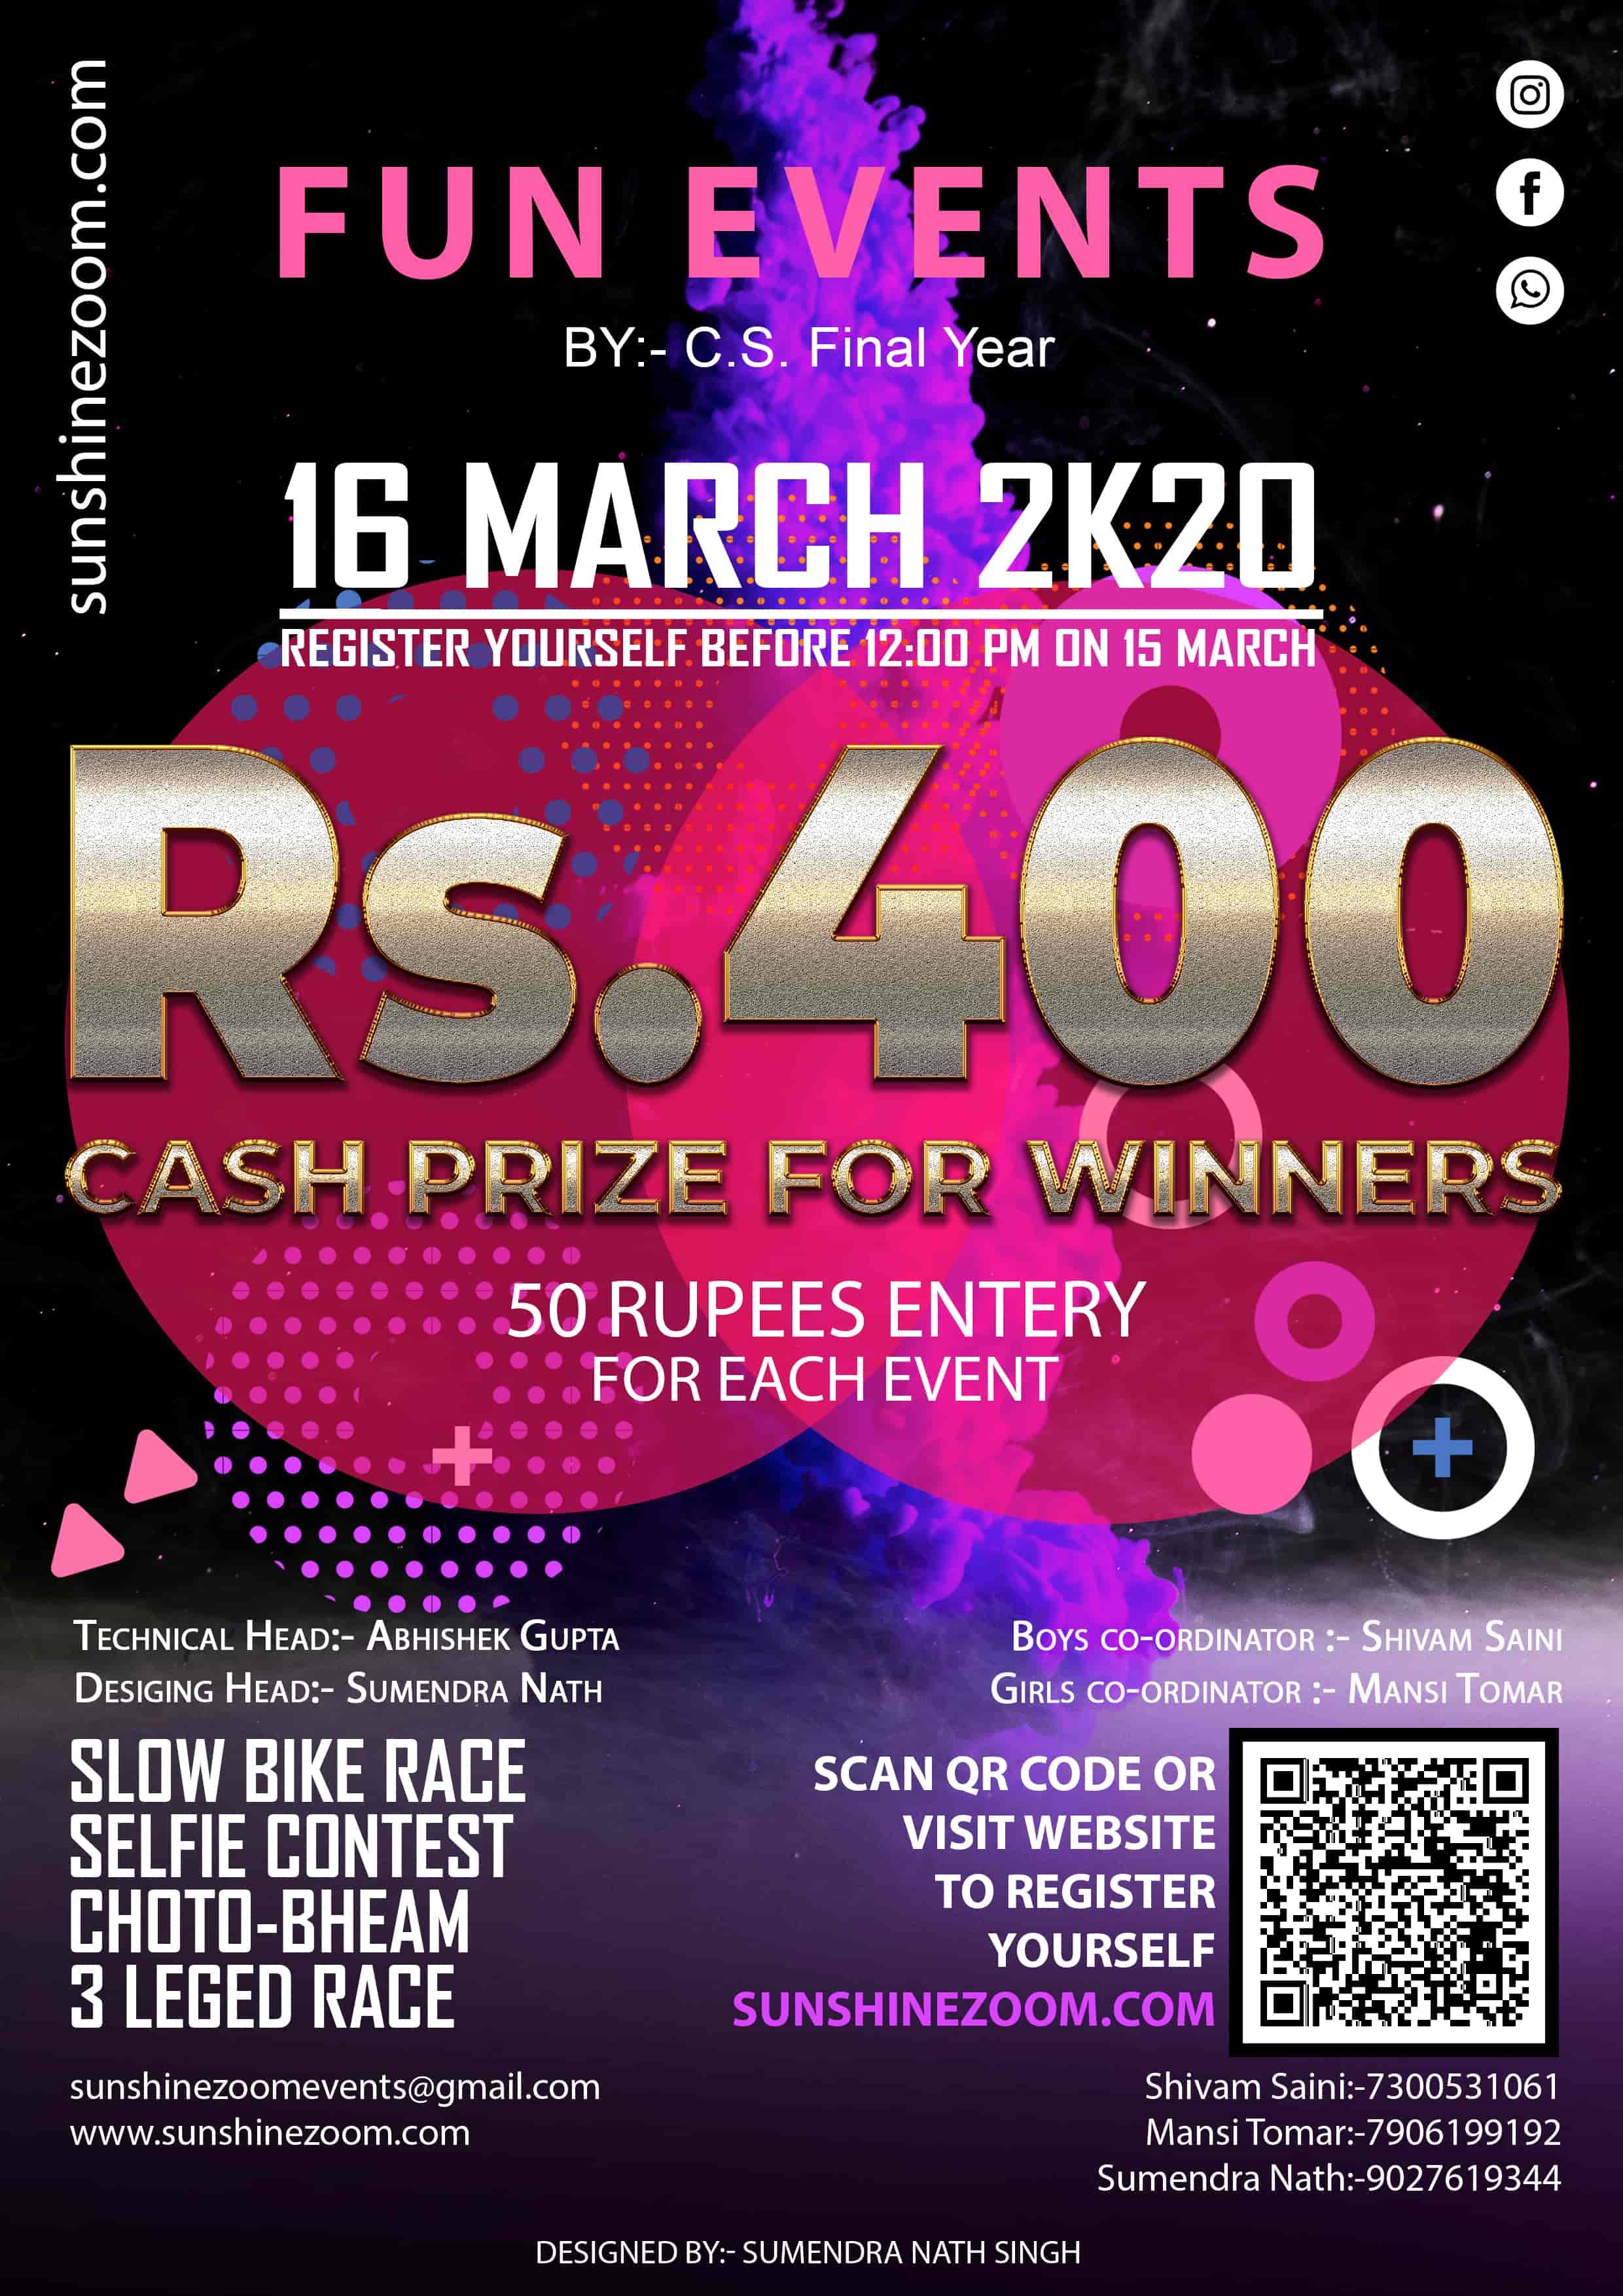 sunshinezoom.com
FUN EVENTS
BY:- C.S. Final Year
16 MARCH 2K20
REGISTER YOURSELF BEFORE 12:00 PM ON 15 MARCH
Rs.400
CASH PRIZE FOR WINNERS
50 RUPEES ENTERY
FOR EACH EVENT
Technical Head:- Abhishek Gupta
Desiging Head:- Sumendra Nath
Boys co-ordinator :- Shivam Saini
Girls co-ordinator :- Mansi Tomar
SLOW BIKE RACE
SELFIE CONTEST
CHOTO-BHEAM
3 LEGED RACE
SCAN QR CODE OR
VISIT WEBSITE
TO REGISTER
YOURSELF
SUNSHINEZOOM.COM
sunshinezoomevents@gmail.com
www.sunshinezoom.com
Shivam Saini:-7300531061
Mansi Tomar:-7906199192
Sumendra Nath:-9027619344
DESIGNED BY:- SUMENDRA NATH SINGH